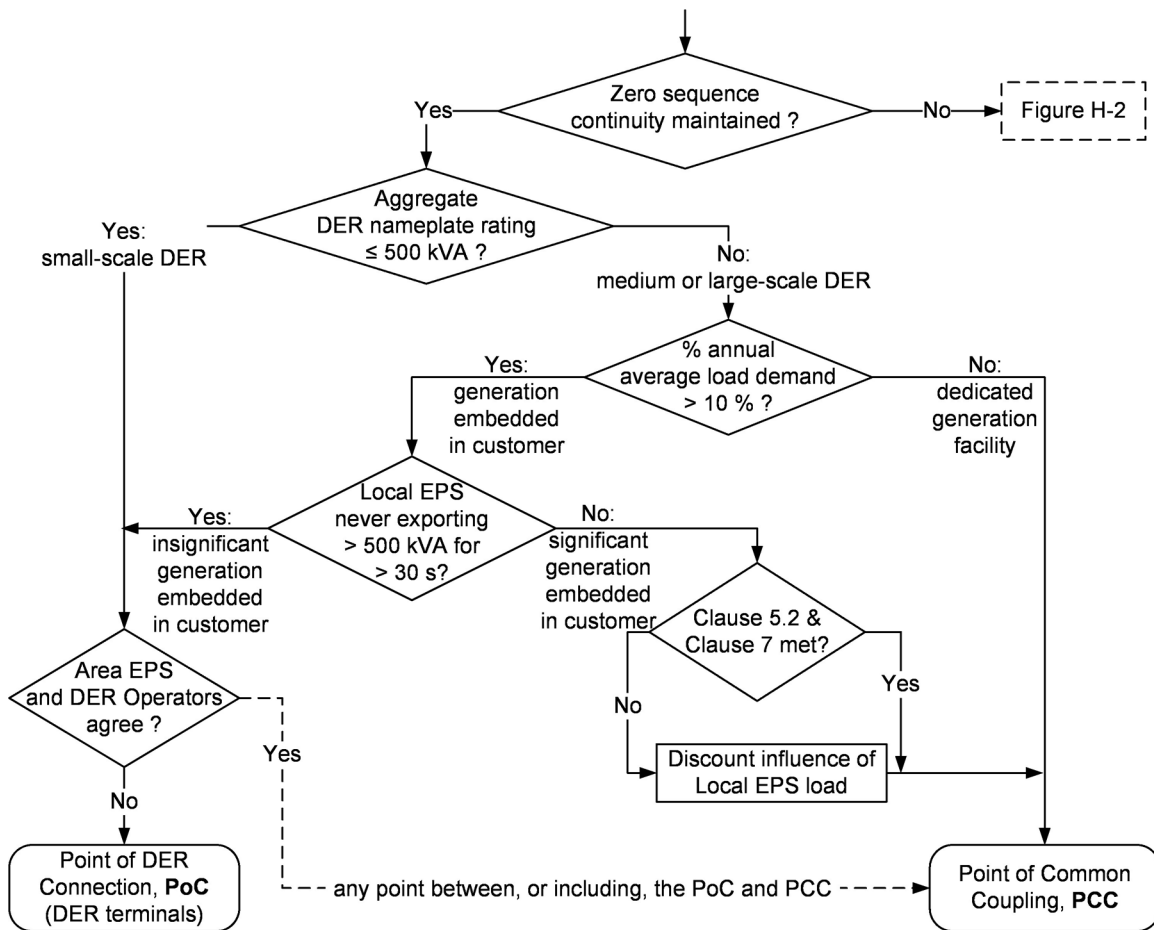 Zero sequence
continuity maintained ?
Yes
No
Figure H-2
Aggregate
DER nameplate rating
≤ 500 kVA ?
Yes:
small-scale DER
No:
medium or large-scale DER
% annual
average load demand
> 10 % ?
Yes:
generation
embedded
in customer
No:
dedicated
generation
facility
Local EPS
never exporting
> 500 kVA for
> 30 s?
Yes:
insignificant
generation
embedded
in customer
No:
significant
generation
embedded
in customer
Clause 5.2 &
Clause 7 met?
No
Yes
Area EPS
and DER Operators
agree ?
Yes
No
Discount influence of
Local EPS load
Point of DER
Connection, PoC
(DER terminals)
any point between, or including, the PoC and PCC
Point of Common
Coupling, PCC